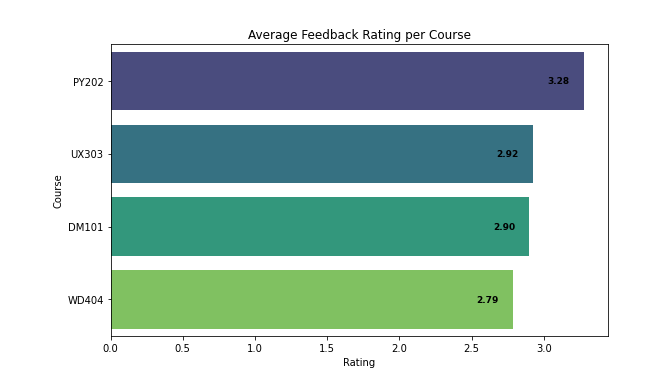 Average Feedback Rating per Course
PY202
3.28
UX303
2.92
Course
DM101
2.90
WD404
2.79
0.0 0.5 1.0 1.5 2.0 2.5 3.0
Rating